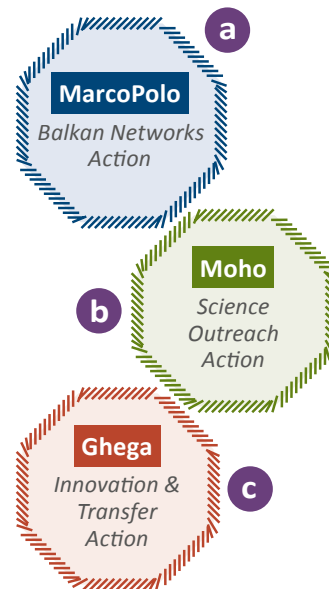 a
MarcoPolo
Balkan Networks
Action
Moho
b
Science
Outreach
Action
Ghega
Innovation &
Transfer
Action
c